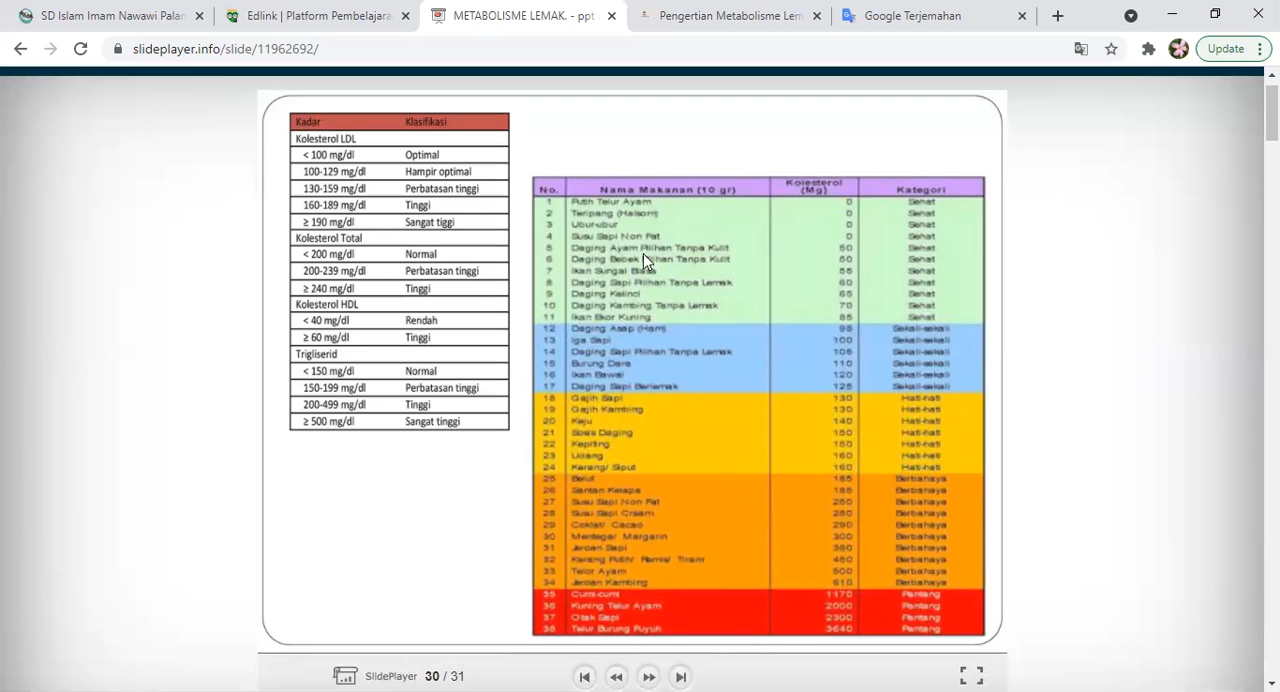 SD Islam Imam Nawawi Palan
Edlink | Platform Pembelajara
METABOLISME LEMAK. - ppt
Pengertian Metabolisme Lem
Google Terjemahan
slideplayer.info/slide/11962692/
Update
Kadar Klasifikasi
Kolesterol LDL
< 100 mg/dl Optimal
100-129 mg/dl Hampir optimal
130-159 mg/dl Perbatasan tinggi
160-189 mg/dl Tinggi
≥ 190 mg/dl Sangat tiggi
Kolesterol Total
< 200 mg/dl Normal
200-239 mg/dl Perbatasan tinggi
≥ 240 mg/dl Tinggi
Kolesterol HDL
< 40 mg/dl Rendah
≥ 60 mg/dl Tinggi
Trigliserid
< 150 mg/dl Normal
150-199 mg/dl Perbatasan tinggi
200-499 mg/dl Tinggi
≥ 500 mg/dl Sangat tinggi
No. Nama Makanan (10 gr) Kolesterol (Mg) Kategori
1 Putih Telur Ayam 0 Sehat
2 Teripang (Haisom) 0 Sehat
3 Ubur-ubur 0 Sehat
4 Susu Sapi Non Fat 0 Sehat
5 Daging Ayam Pilihan Tanpa Kulit 50 Sehat
6 Daging Bebek Pilihan Tanpa Kulit 50 Sehat
7 Ikan Sungai 55 Sehat
8 Daging Sapi Pilihan Tanpa Lemak 60 Sehat
9 Daging Kelinci 65 Sehat
10 Daging Kambing Tanpa Lemak 70 Sehat
11 Ikan Ekor Kuning 85 Sehat
12 Daging Asap (Ham) 98 Sekali-sekali
13 Iga Sapi 100 Sekali-sekali
14 Daging Sapi Pilihan Tanpa Lemak 105 Sekali-sekali
15 Burung Dara 110 Sekali-sekali
16 Ikan Bawal 120 Sekali-sekali
17 Daging Sapi Berlemak 125 Sekali-sekali
18 Gajih Sapi 130 Hati-hati
19 Gajih Kambing 130 Hati-hati
20 Keju 140 Hati-hati
21 Sosis Daging 150 Hati-hati
22 Kepiting 150 Hati-hati
23 Udang 160 Hati-hati
24 Kerang/ Siput 160 Hati-hati
25 Belut 185 Berbahaya
26 Santan Kelapa 185 Berbahaya
27 Susu Sapi Non Fat 250 Berbahaya
28 Susu Sapi Cream 280 Berbahaya
29 Coklat/ Cacao 290 Berbahaya
30 Mentega/ Margarin 300 Berbahaya
31 Jeroan Sapi 380 Berbahaya
32 Kerang Putih/ Remis/ Tiram 450 Berbahaya
33 Telor Ayam 500 Berbahaya
34 Jeroan Kambing 610 Berbahaya
35 Cumi-cumi 1170 Pantang
36 Kuning Telur Ayam 2000 Pantang
37 Otak Sapi 2300 Pantang
38 Telur Burung Puyuh 3640 Pantang
SlidePlayer 30 / 31